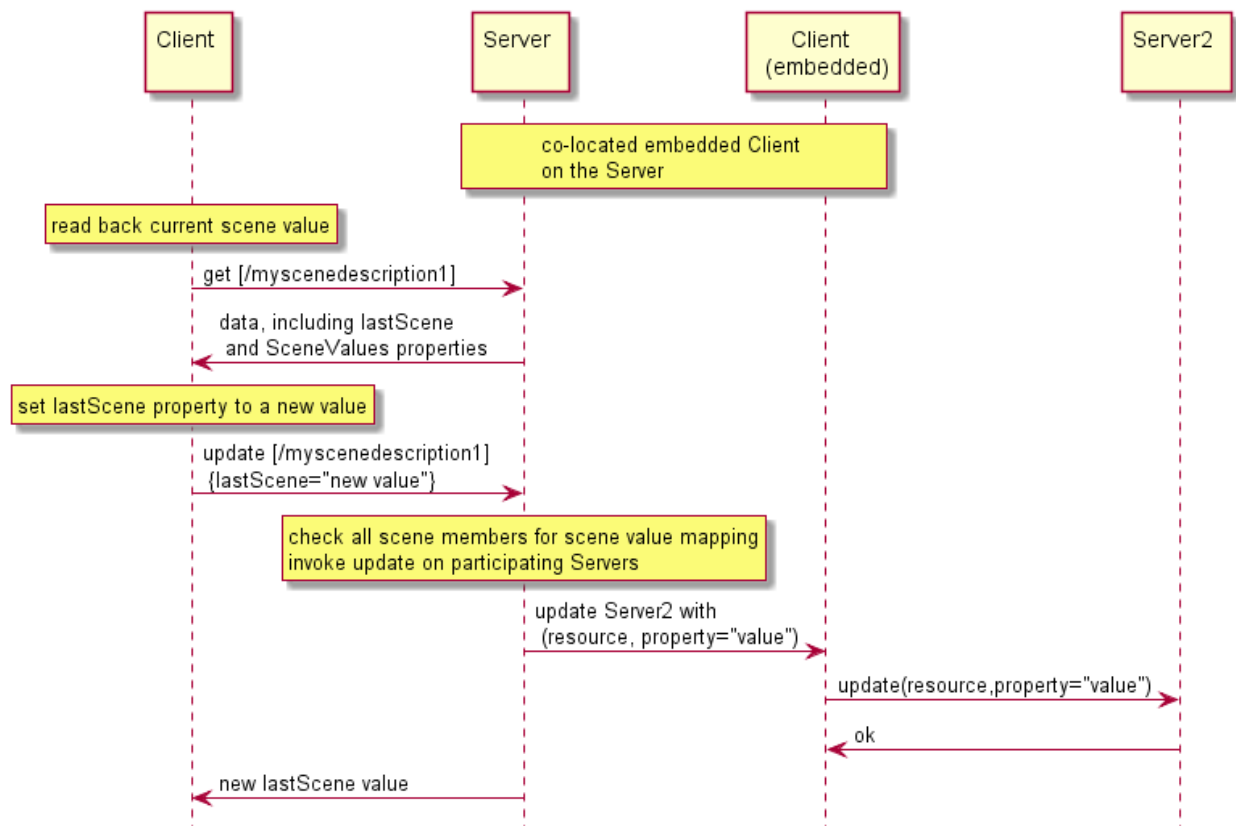 Client
Server
Client
(embedded)
Server2
co-located embedded Client
on the Server
read back current scene value
get [/myscenedescription1]
data, including lastScene
and SceneValues properties
set lastScene property to a new value
update [/myscenedescription1]
{lastScene="new value"}
check all scene members for scene value mapping
invoke update on participating Servers
update Server2 with
(resource, property="value")
update(resource,property="value")
ok
new lastScene value